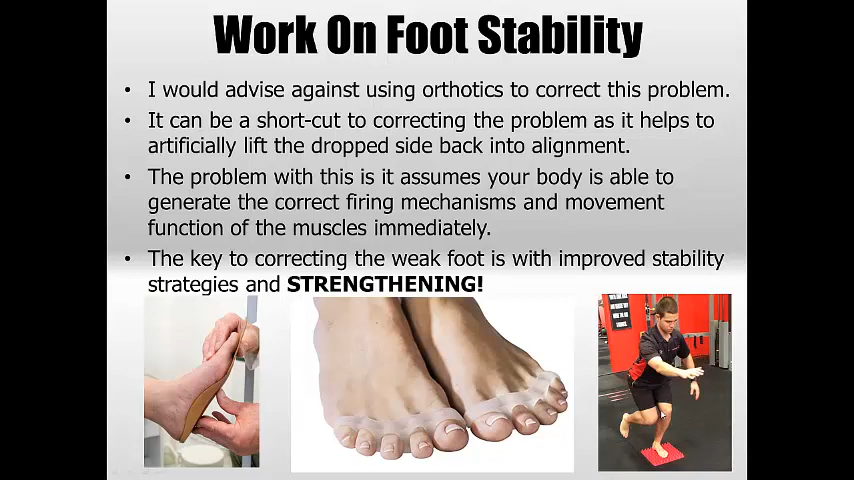 Work On Foot Stability
• I would advise against using orthotics to correct this problem.
• It can be a short-cut to correcting the problem as it helps to
artificially lift the dropped side back into alignment.
• The problem with this is it assumes your body is able to
generate the correct firing mechanisms and movement
function of the muscles immediately.
• The key to correcting the weak foot is with improved stability
strategies and STRENGTHENING!